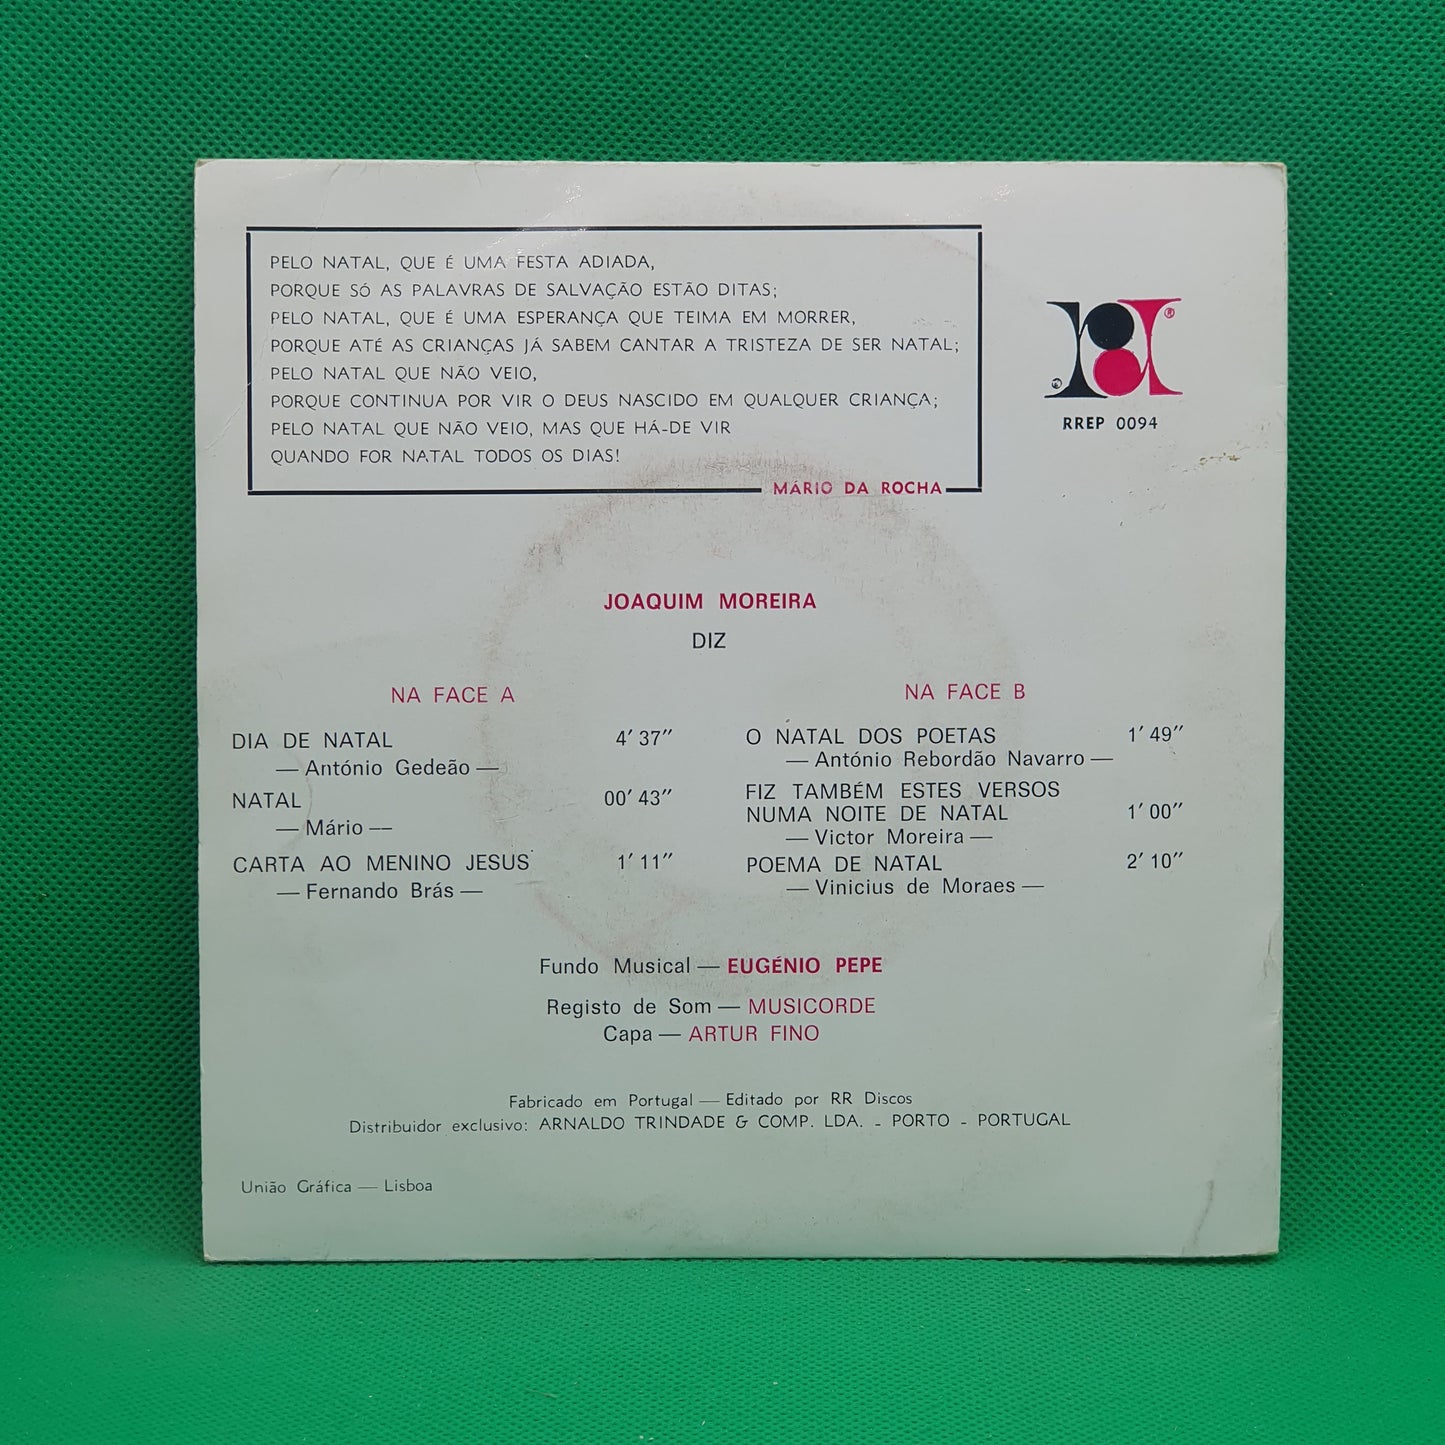 PELO NATAL, QUE É UMA FESTA ADIADA,
PORQUE SÓ AS PALAVRAS DE SALVAÇÃO ESTÃO DITAS;
PELO NATAL, QUE É UMA ESPERANÇA QUE TEIMA EM MORRER,
PORQUE ATÉ AS CRIANÇAS JÁ SABEM CANTAR A TRISTEZA DE SER NATAL;
PELO NATAL QUE NÃO VEIO,
PORQUE CONTINUA POR VIR O DEUS NASCIDO EM QUALQUER CRIANÇA;
PELO NATAL QUE NÃO VEIO, MAS QUE HÁ-DE VIR
QUANDO FOR NATAL TODOS OS DIAS!
MÁRIO DA ROCHA
®
RREP 0094
JOAQUIM MOREIRA
DIZ
NA FACE A
DIA DE NATAL 4' 37"
— António Gedeão —
NATAL 00' 43"
— Mário —
CARTA AO MENINO JESUS 1' 11"
— Fernando Brás —
NA FACE B
O NATAL DOS POETAS 1' 49"
— António Rebordão Navarro —
FIZ TAMBÉM ESTES VERSOS
NUMA NOITE DE NATAL 1' 00"
— Victor Moreira —
POEMA DE NATAL 2' 10"
— Vinicius de Moraes —
Fundo Musical — EUGÉNIO PEPE
Registo de Som — MUSICORDE
Capa — ARTUR FINO
Fabricado em Portugal — Editado por RR Discos
Distribuidor exclusivo: ARNALDO TRINDADE & COMP. LDA. - PORTO - PORTUGAL
União Gráfica — Lisboa